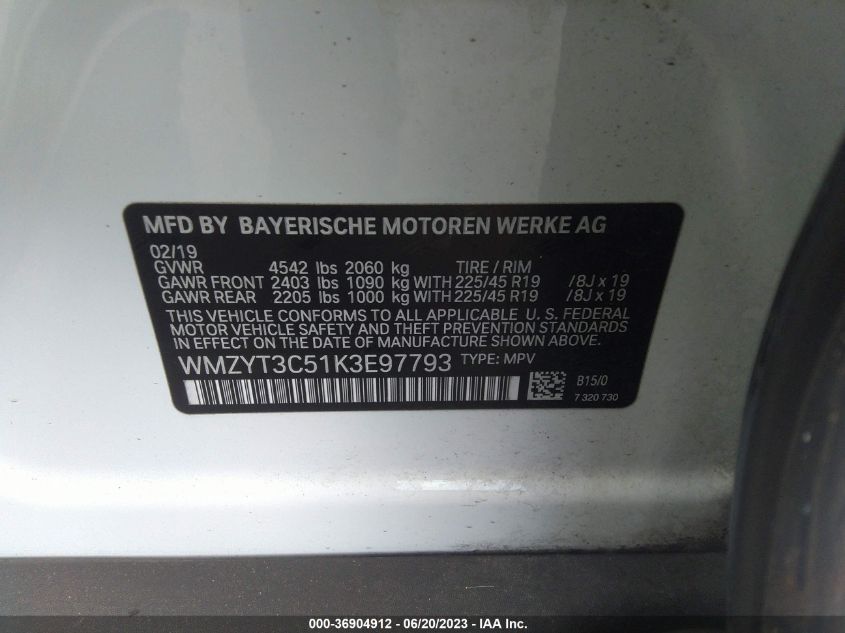 MFD BY BAYERISCHE MOTOREN WERKE AG
02/19
GVWR 4542 lbs 2060 kg TIRE / RIM
GAWR FRONT 2403 lbs 1090 kg WITH 225/45 R19 /8J x 19
GAWR REAR 2205 lbs 1000 kg WITH 225/45 R19 /8J x 19
THIS VEHICLE CONFORMS TO ALL APPLICABLE U. S. FEDERAL
MOTOR VEHICLE SAFETY AND THEFT PREVENTION STANDARDS
IN EFFECT ON THE DATE OF MANUFACTURE SHOWN ABOVE.
WMZYT3C51K3E97793 TYPE: MPV
B15/0
7 320 730
000-36904912 - 06/20/2023 - IAA Inc.